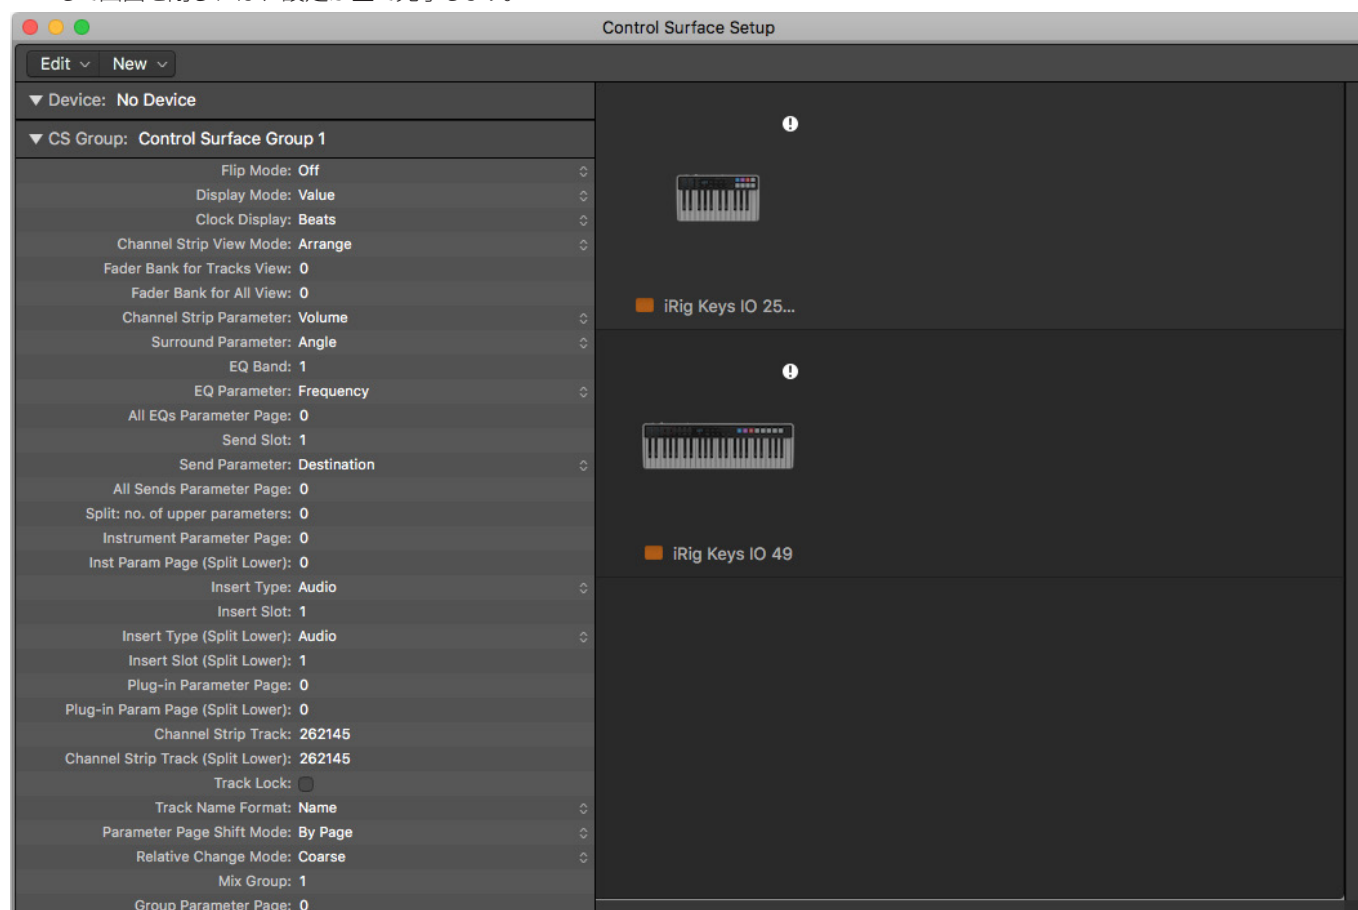 Control Surface Setup
Edit New
Device: No Device
CS Group: Control Surface Group 1
Flip Mode: Off
Display Mode: Value
Clock Display: Beats
Channel Strip View Mode: Arrange
Fader Bank for Tracks View: 0
Fader Bank for All View: 0
Channel Strip Parameter: Volume
Surround Parameter: Angle
EQ Band: 1
EQ Parameter: Frequency
All EQs Parameter Page: 0
Send Slot: 1
Send Parameter: Destination
All Sends Parameter Page: 0
Split: no. of upper parameters: 0
Instrument Parameter Page: 0
Inst Param Page (Split Lower): 0
Insert Type: Audio
Insert Slot: 1
Insert Type (Split Lower): Audio
Insert Slot (Split Lower): 1
Plug-in Parameter Page: 0
Plug-in Param Page (Split Lower): 0
Channel Strip Track: 262145
Channel Strip Track (Split Lower): 262145
Track Lock:
Track Name Format: Name
Parameter Page Shift Mode: By Page
Relative Change Mode: Coarse
Mix Group: 1
Group Parameter Page: 0
iRig Keys IO 25...
iRig Keys IO 49